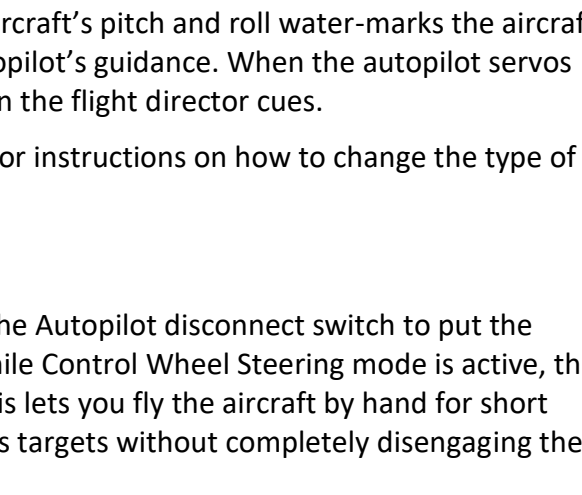 rcraft’s pitch and roll water-marks the aircraf
opilot’s guidance. When the autopilot servos
n the flight director cues.
or instructions on how to change the type of
he Autopilot disconnect switch to put the
ile Control Wheel Steering mode is active, th
is lets you fly the aircraft by hand for short
s targets without completely disengaging the